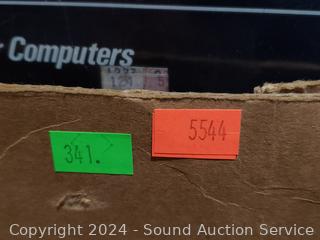 Computers
341.
5544
Copyright © 2024 - Sound Auction Service